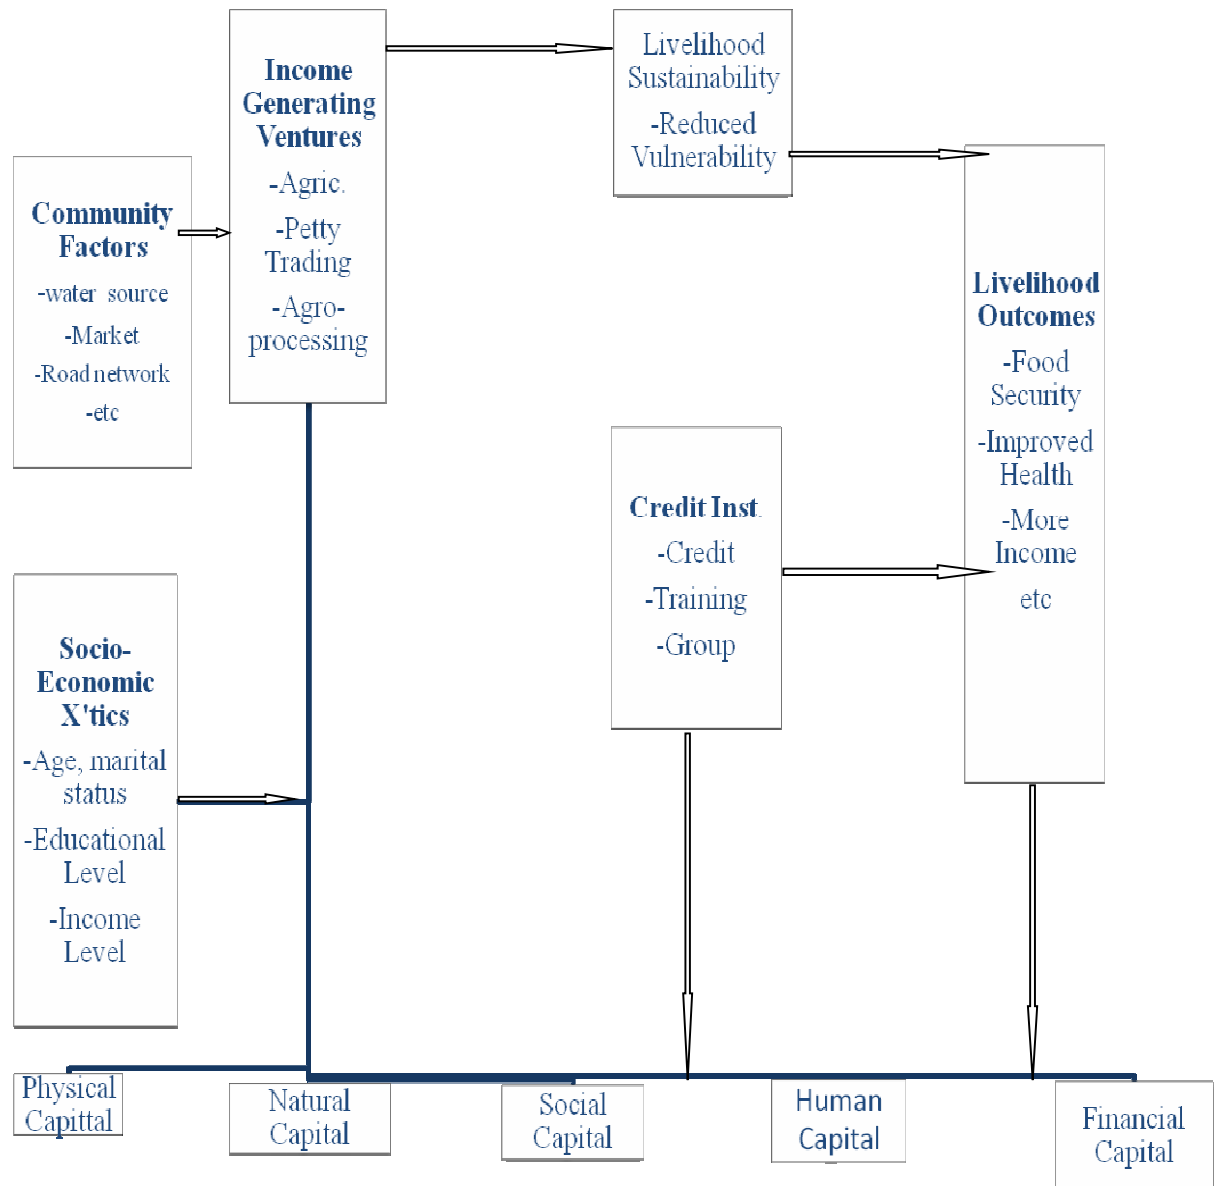 Income
Generating
Ventures
-Agric.
-Petty
Trading
-Agro-
processing
Livelihood
Sustainability
-Reduced
Vulnerability
Community
Factors
-water source
-Market
-Road network
-etc
Livelihood
Outcomes
-Food
Security
-Improved
Health
-More
Income
etc
Credit Inst.
-Credit
-Training
-Group
Socio-
Economic
X'tics
-Age, marital
status
-Educational
Level
-Income
Level
Physical
Capittal
Natural
Capital
Social
Capital
Human
Capital
Financial
Capital